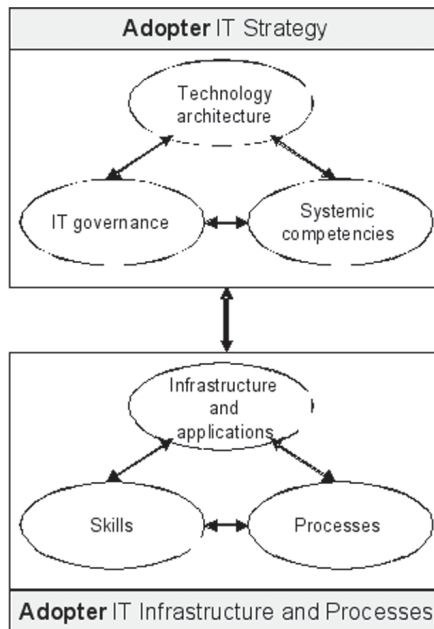 Adopter IT Strategy
Technology
architecture
IT governance
Systemic
competencies
Infrastructure
and
applications
Skills
Processes
Adopter IT Infrastructure and Processes